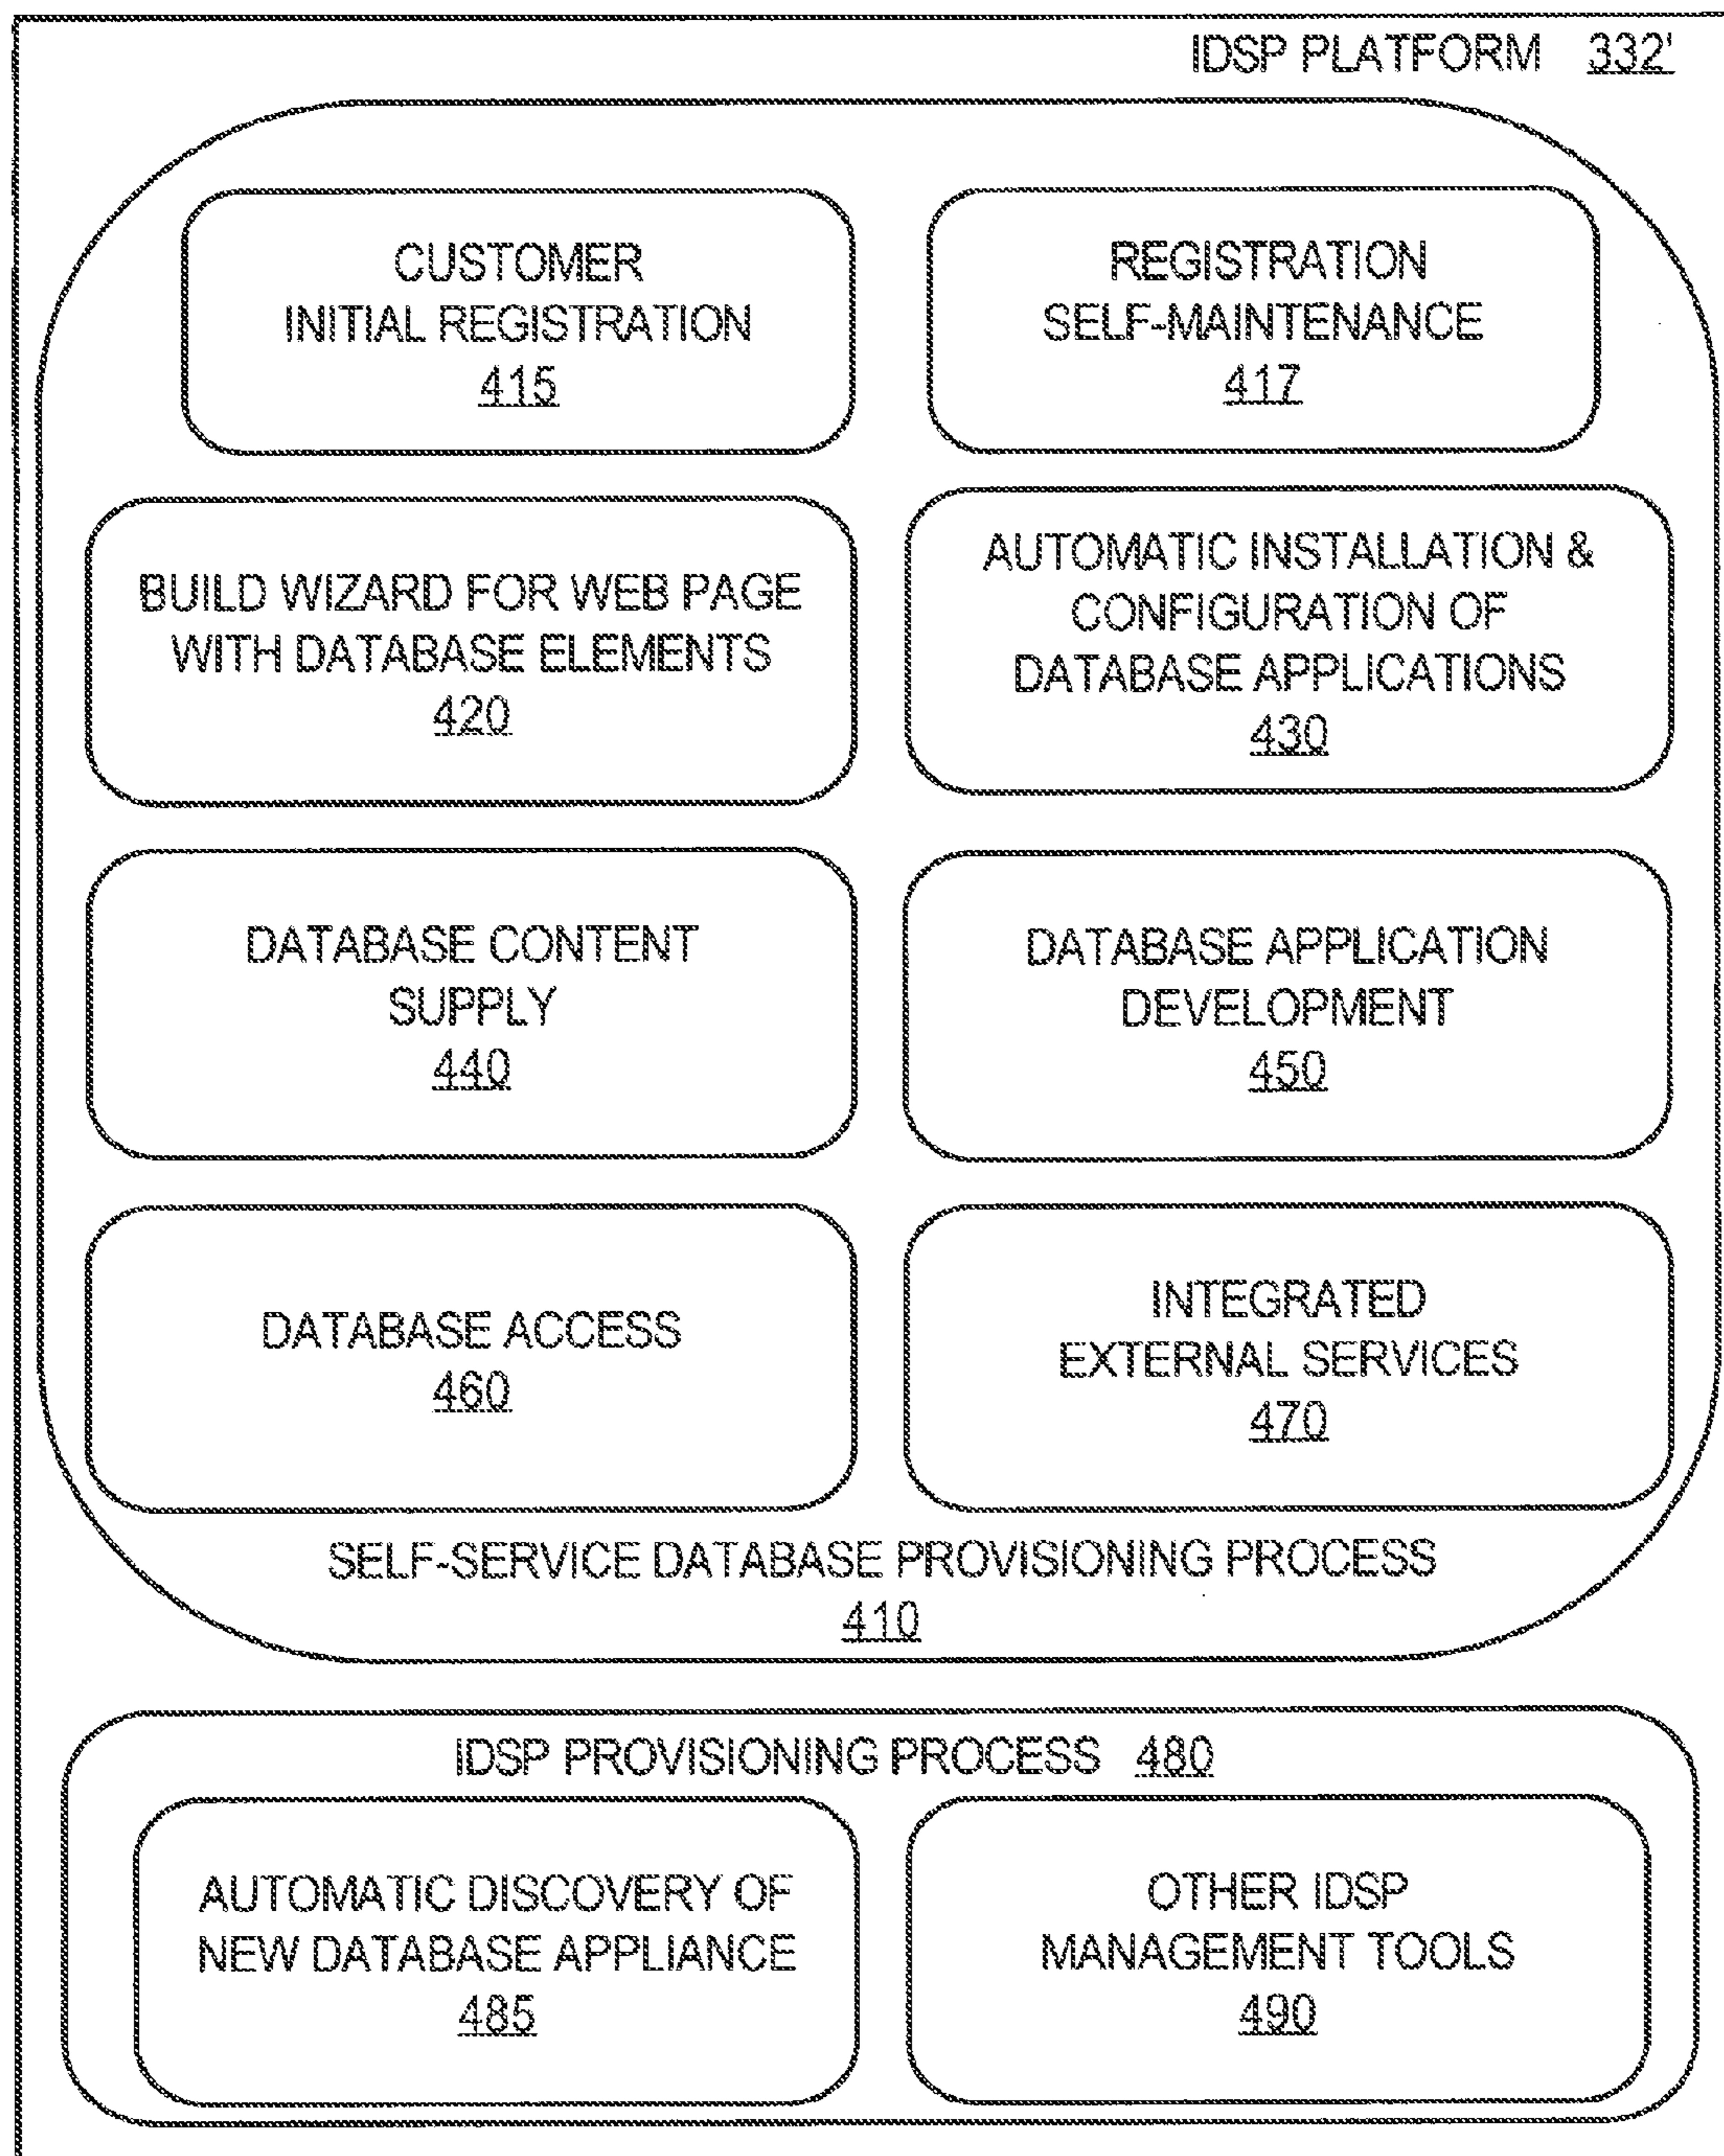 IDSP PLATFORM 332'
CUSTOMER
INITIAL REGISTRATION
415
REGISTRATION
SELF-MAINTENANCE
417
BUILD WIZARD FOR WEB PAGE
WITH DATABASE ELEMENTS
420
AUTOMATIC INSTALLATION &
CONFIGURATION OF
DATABASE APPLICATIONS
430
DATABASE CONTENT
SUPPLY
440
DATABASE APPLICATION
DEVELOPMENT
450
DATABASE ACCESS
460
INTEGRATED
EXTERNAL SERVICES
470
SELF-SERVICE DATABASE PROVISIONING PROCESS
410
IDSP PROVISIONING PROCESS 480
AUTOMATIC DISCOVERY OF
NEW DATABASE APPLIANCE
485
OTHER IDSP
MANAGEMENT TOOLS
490